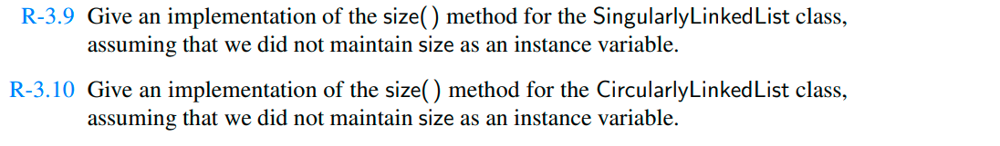 R-3.9 Give an implementation of the size( ) method for the SingularlyLinkedList class,
assuming that we did not maintain size as an instance variable.
R-3.10 Give an implementation of the size( ) method for the CircularlyLinkedList class,
assuming that we did not maintain size as an instance variable.